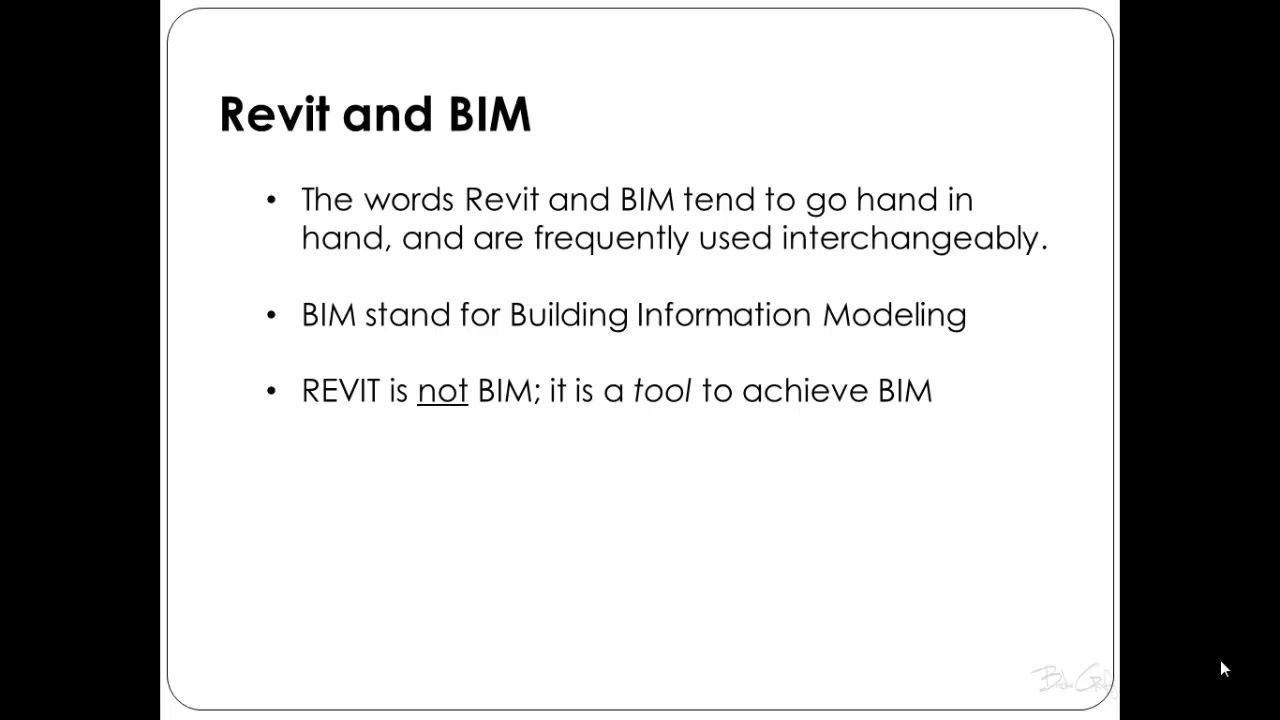 Revit and BIM
• The words Revit and BIM tend to go hand in
hand, and are frequently used interchangeably.
• BIM stand for Building Information Modeling
• REVIT is not BIM; it is a tool to achieve BIM